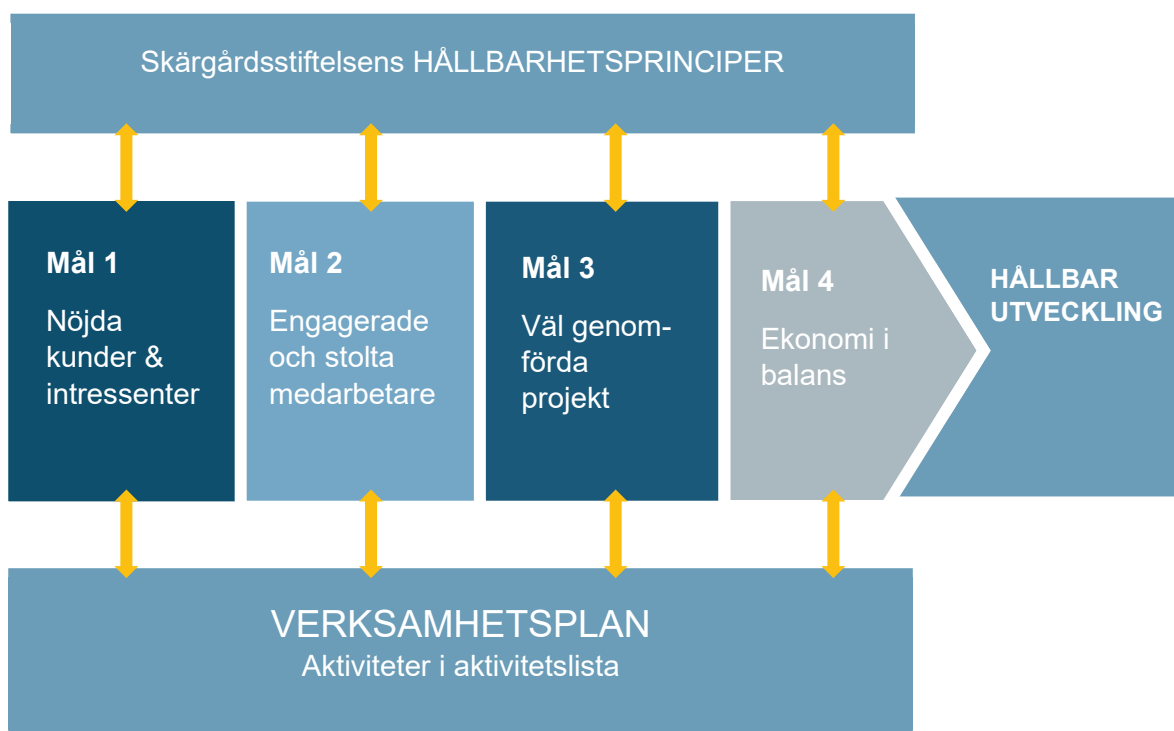 Skärgårdsstiftelsens HÅLLBARHETSPRINCIPER
Mål 1
Nöjda
kunder &
intressenter
Mål 2
Engagerade
och stolta
medarbetare
Mål 3
Väl genom-
förda
projekt
Mål 4
Ekonomi i
balans
HÅLLBAR
UTVECKLING
VERKSAMHETSPLAN
Aktiviteter i aktivitetslista